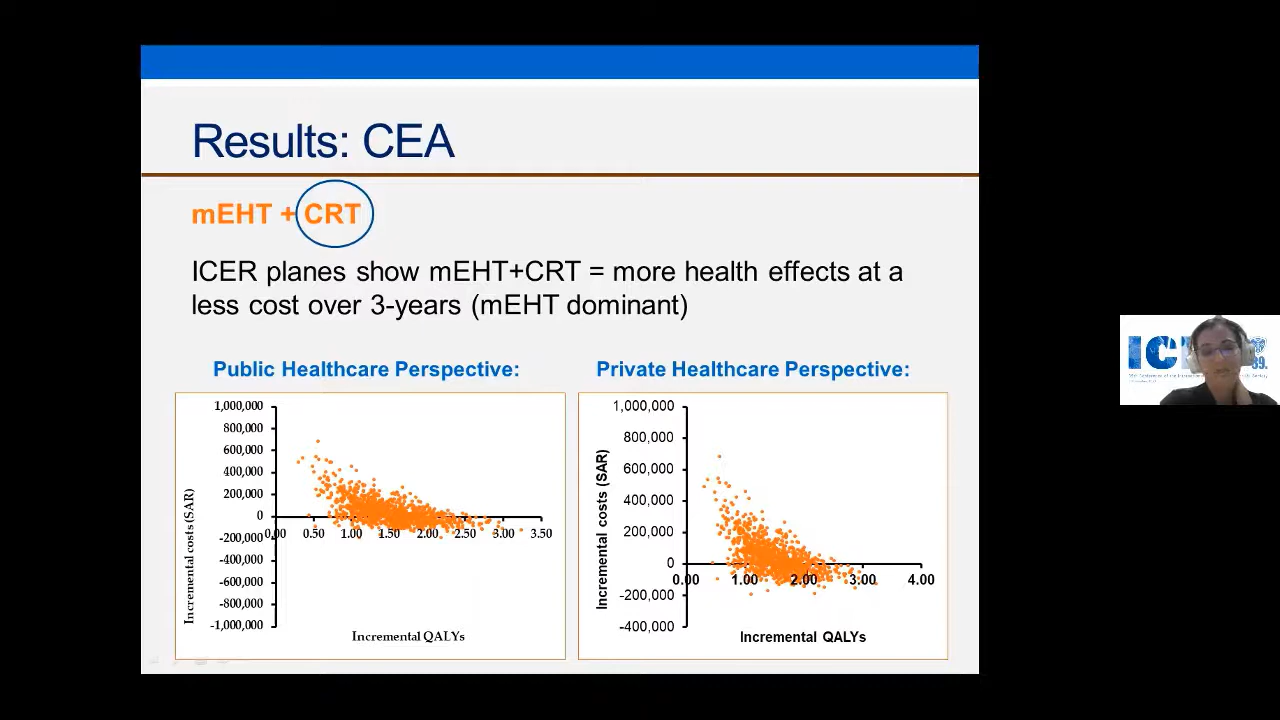 Results: CEA
mEHT + CRT
ICER planes show mEHT+CRT = more health effects at a
less cost over 3-years (mEHT dominant)
Public Healthcare Perspective:
Private Healthcare Perspective:
1,000,000
800,000
600,000
400,000
200,000
0
-200,000
-400,000
-600,000
-800,000
-1,000,000
0.00 0.50 1.00 1.50 2.00 2.50 3.00 3.50
Incremental costs (SAR)
Incremental QALYs
1,000,000
800,000
600,000
400,000
200,000
0
-200,000
-400,000
0.00 1.00 2.00 3.00 4.00
Incremental costs (SAR)
Incremental QALYs